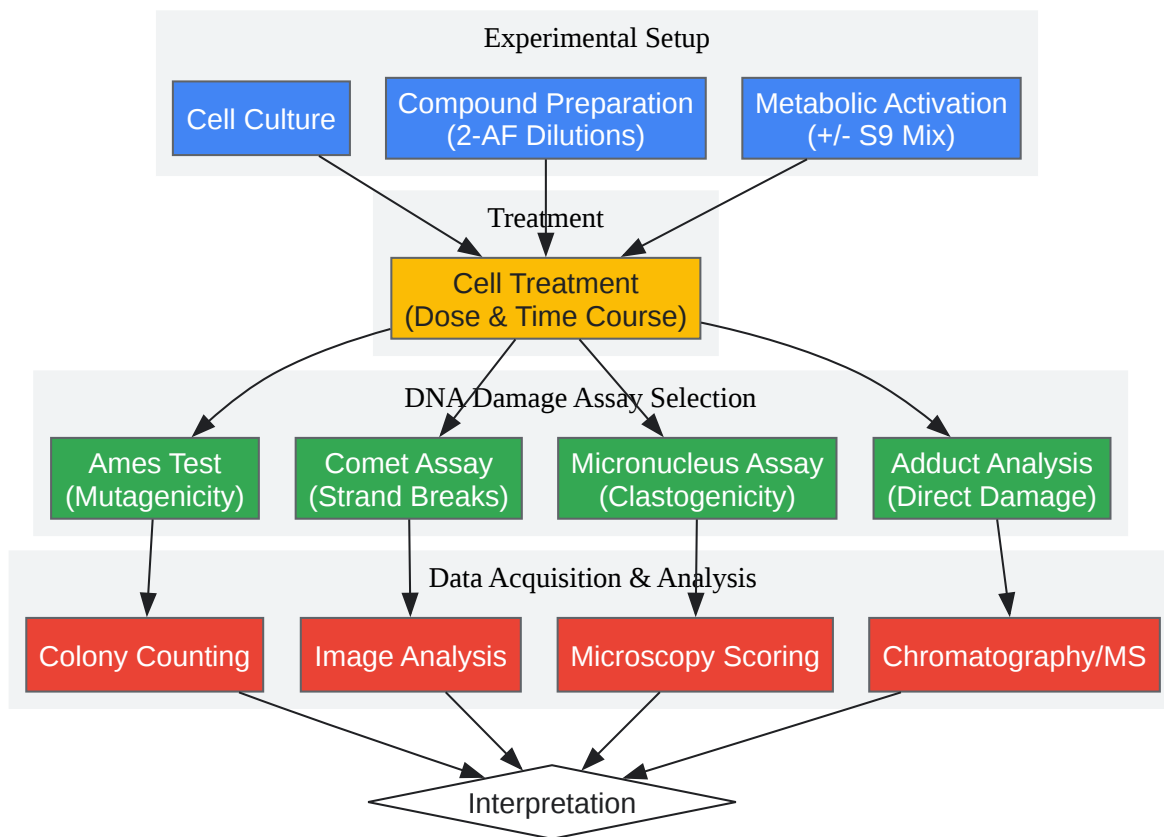 Experimental Setup
Cell Culture
Compound Preparation
(2-AF Dilutions)
Metabolic Activation
(+/- S9 Mix)
Treatment
Cell Treatment
(Dose & Time Course)
DNA Damage Assay Selection
Ames Test
(Mutagenicity)
Comet Assay
(Strand Breaks)
Micronucleus Assay
(Clastogenicity)
Adduct Analysis
(Direct Damage)
Data Acquisition & Analysis
Colony Counting
Image Analysis
Microscopy Scoring
Chromatography/MS
Interpretation